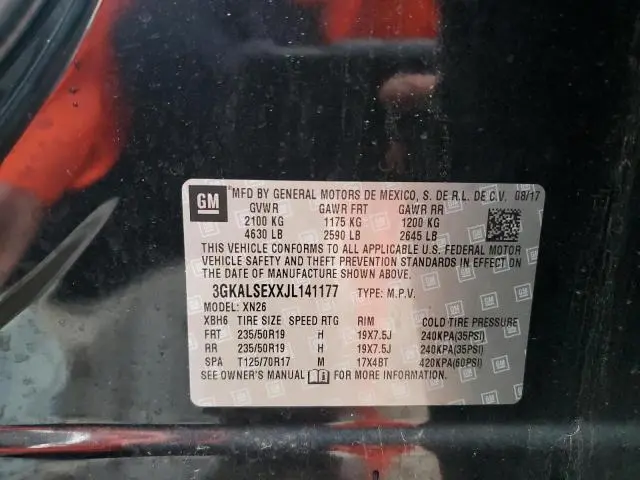 GM MFD BY GENERAL MOTORS DE MEXICO, S. DE R.L. DE C.V. 08/17
GVWR GAWR FRT GAWR RR
2100 KG 1175 KG 1200 KG
4630 LB 2590 LB 2645 LB
THIS VEHICLE CONFORMS TO ALL APPLICABLE U.S. FEDERAL MOTOR
VEHICLE SAFETY AND THEFT PREVENTION STANDARDS IN EFFECT ON
THE DATE OF MANUFACTURE SHOWN ABOVE.
3GKALSEXXJL141177 TYPE: M.P.V.
MODEL: XN26
XBH6 TIRE SIZE SPEED RTG RIM COLD TIRE PRESSURE
FRT 235/50R19 H 19X7.5J 240KPA(35PSI)
RR 235/50R19 H 19X7.5J 240KPA(35PSI)
SPA T125/70R17 M 17X4BT 420KPA(60PSI)
SEE OWNER'S MANUAL FOR MORE INFORMATION.